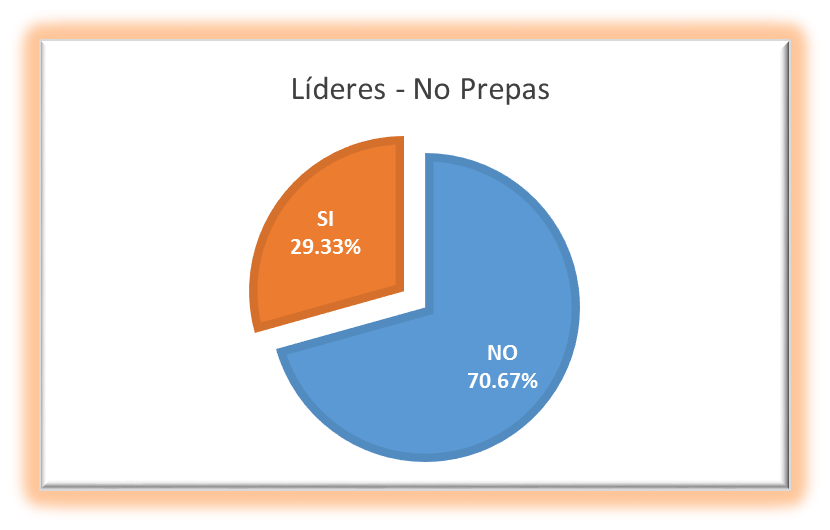 Líderes - No Prepas
SI
29.33%
NO
70.67%